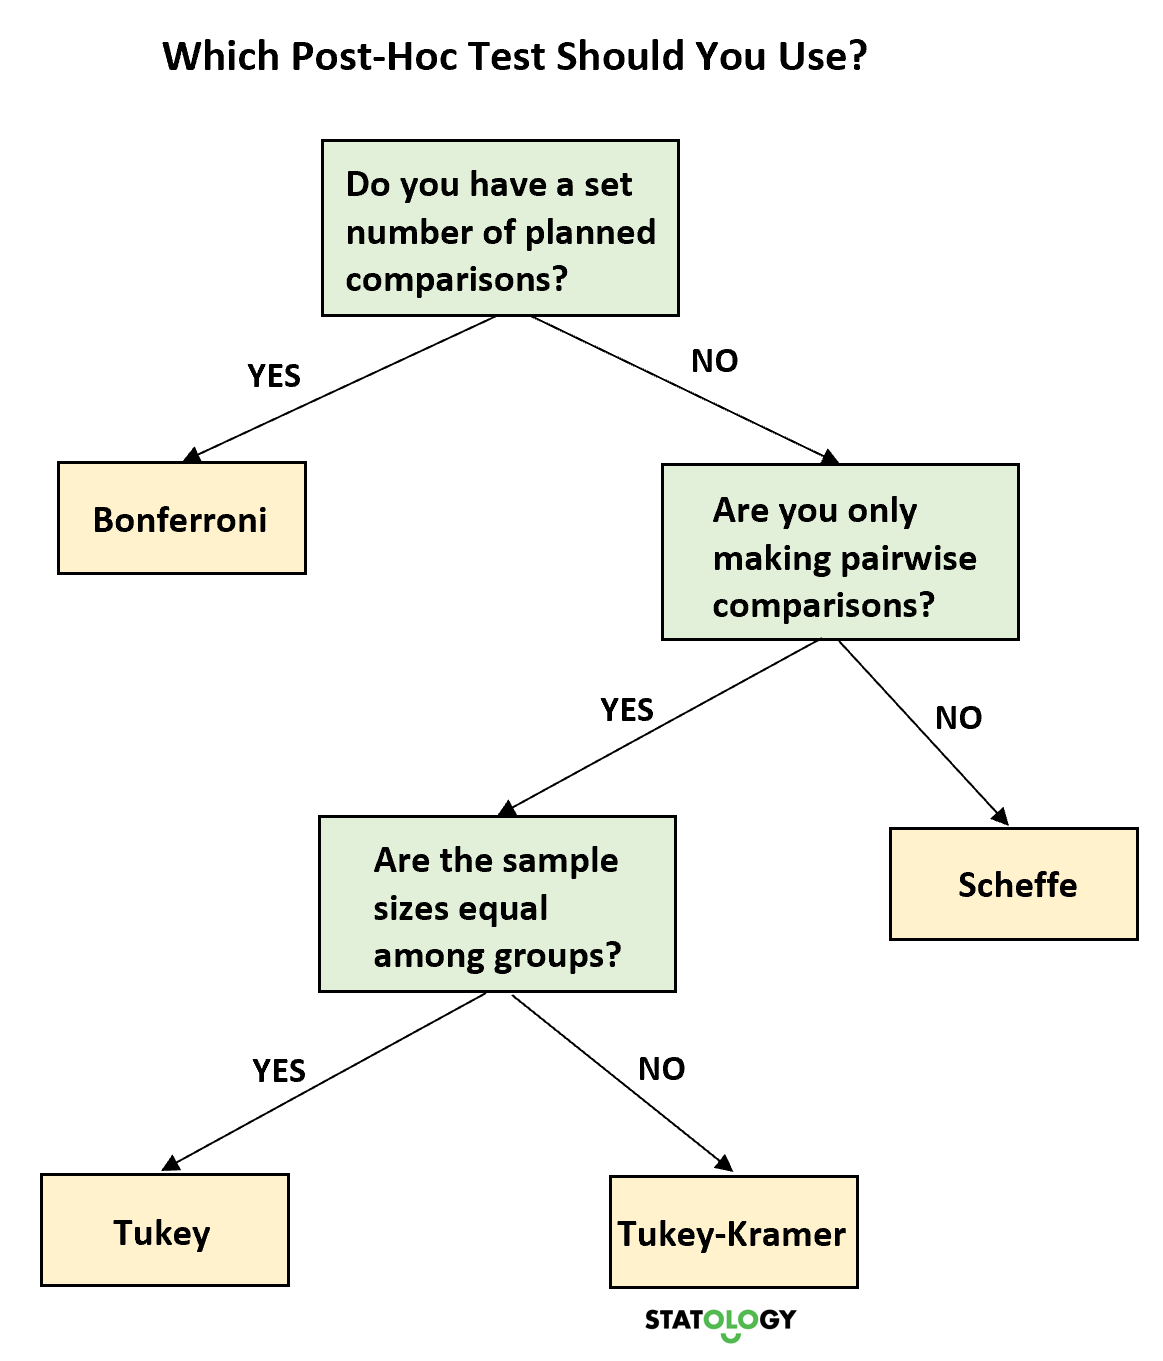 Which Post-Hoc Test Should You Use?
Do you have a set
number of planned
comparisons?
YES
NO
Bonferroni
Are you only
making pairwise
comparisons?
YES
NO
Are the sample
sizes equal
among groups?
Scheffe
YES
NO
Tukey
Tukey-Kramer
STATOLOGY